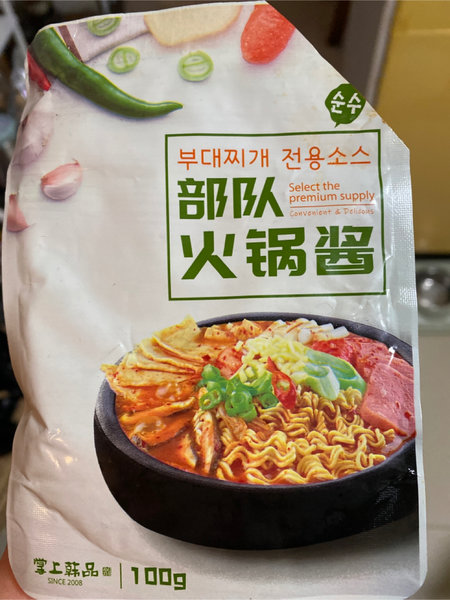 순수
부대찌개 전용소스
部队
Select the
premium supply
Convenient & Delicious
火锅酱
掌上韩品
SINCE 2008
100g